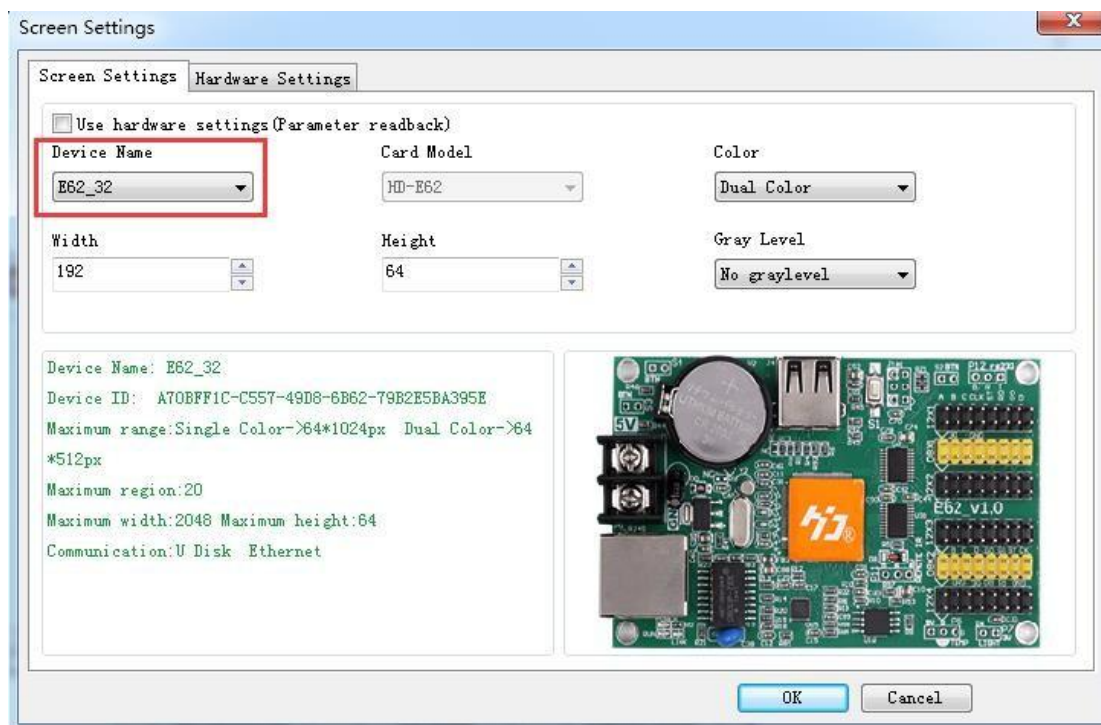 Screen Settings
Screen Settings Hardware Settings
Use hardware settings(Parameter readback)
Device Name Card Model Color
E62_32 HD-E62 Dual Color
Width Height Gray Level
192 64 No graylevel
Device Name: E62_32
Device ID: A70BFF1C-C557-49D8-6B62-79B2E5BA395E
Maximum range:Single Color->64*1024px Dual Color->64
*512px
Maximum region:20
Maximum width:2048 Maximum height:64
Communication:U Disk Ethernet
5V
S1
E62 V1.0
OK Cancel